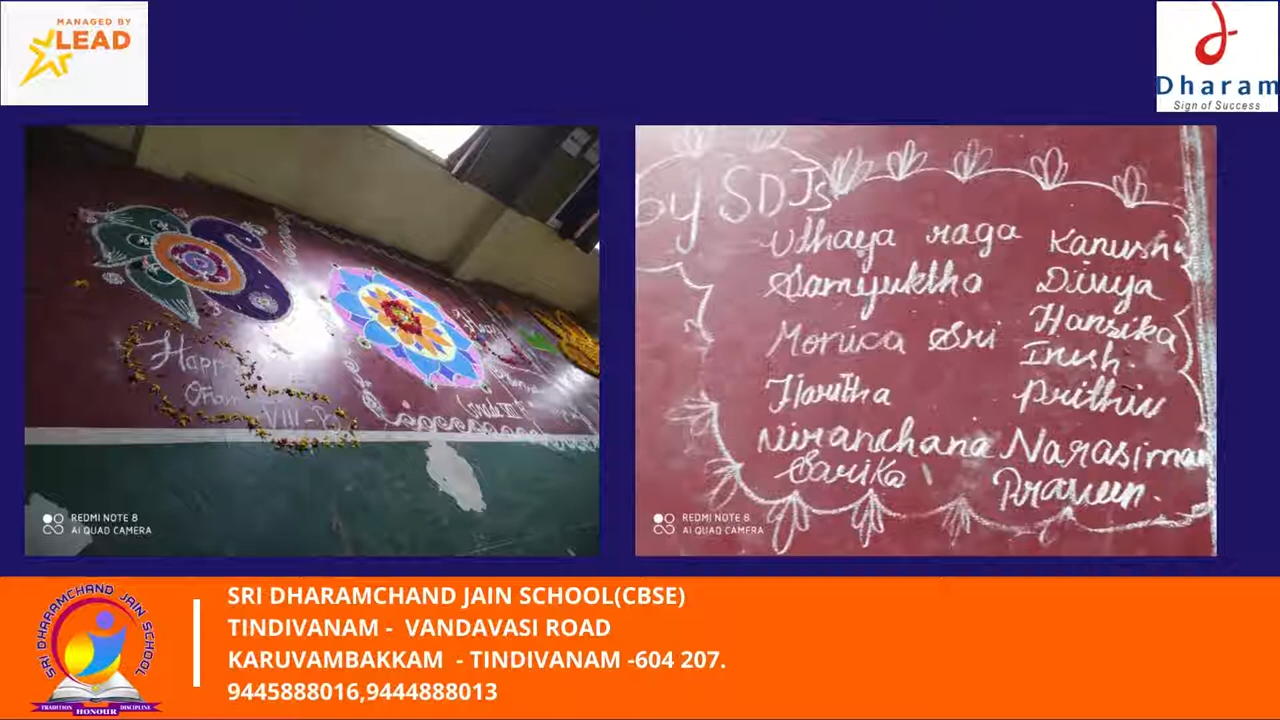 MANAGED BY
LEAD
Dharam
Sign of Success
Happy
VIII-B
REDMI NOTE 8
AI QUAD CAMERA
by SDJs
Uthaya raga Kanush
Samyuktha Divya
Monica Sri Hansika
Irush.
Haritha Prithiv
Niranchana Narasiman
Sarika Praveen.
REDMI NOTE 8
AI QUAD CAMERA
SRI DHARAMCHAND JAIN SCHOOL
TRADITION HONOUR DISCIPLINE
SRI DHARAMCHAND JAIN SCHOOL(CBSE)
TINDIVANAM - VANDAVASI ROAD
KARUVAMBAKKAM - TINDIVANAM -604 207.
9445888016,9444888013